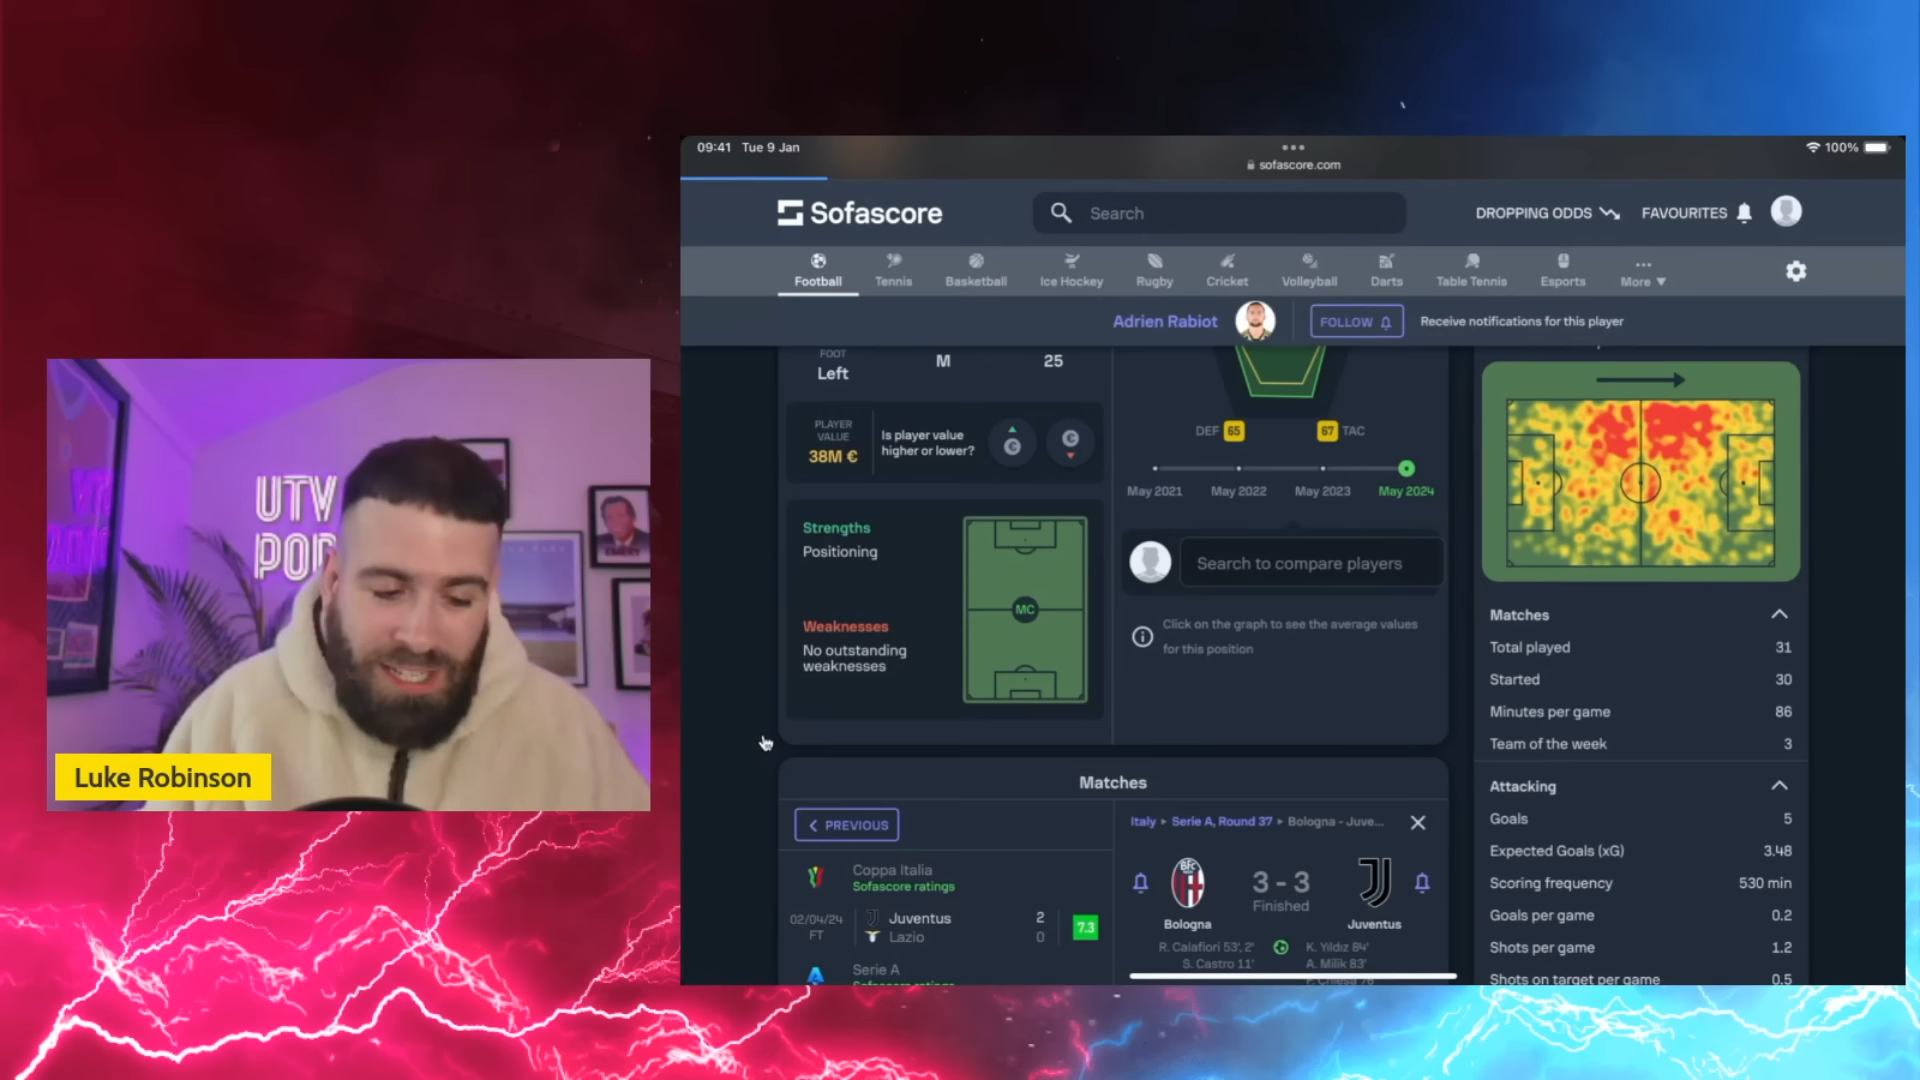 09:41 Tue 9 Jan
sofascore.com
100%
Sofascore
Search
DROPPING ODDS
FAVOURITES
Football
Tennis
Basketball
Ice Hockey
Rugby
Cricket
Volleyball
Darts
Table Tennis
Esports
More
Adrien Rabiot
FOLLOW
Receive notifications for this player
FOOT
Left
M
25
PLAYER
VALUE
38M €
Is player value
higher or lower?
Strengths
Positioning
Weaknesses
No outstanding
weaknesses
MC
DEF 65
67 TAC
May 2021
May 2022
May 2023
May 2024
Search to compare players
Click on the graph to see the average values
for this position
Matches
Total played 31
Started 30
Minutes per game 86
Team of the week 3
Attacking
Goals 5
Expected Goals (xG) 3.48
Scoring frequency 530 min
Goals per game 0.2
Shots per game 1.2
Shots on target per game 0.5
Matches
PREVIOUS
Coppa Italia
Sofascore ratings
02/04/24
FT
Juventus 2
Lazio 0
7.3
Serie A
Sofascore ratings
Italy
Serie A, Round 37
Bologna - Juve...
BFC
3 - 3
Finished
Bologna
Juventus
R. Calafiori 53', 2'
S. Castro 11'
K. Yildiz 84'
A. Milik 83'
F. Chiesa 76'
UTV
POD
EMERY
Luke Robinson